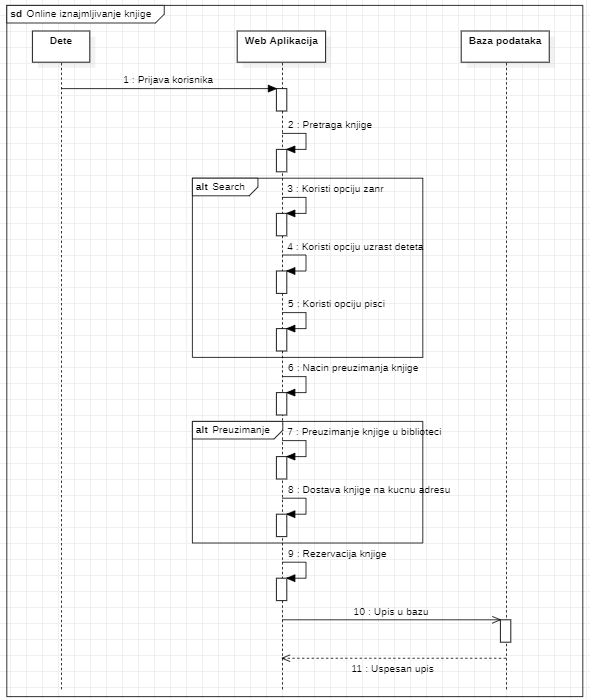 sd Online iznajmljivanje knjige
Dete
Web Aplikacija
Baza podataka
1 : Prijava korisnika
2 : Pretraga knjige
alt Search
3 : Koristi opciju zanr
4 : Koristi opciju uzrast deteta
5 : Koristi opciju pisci
6 : Nacin preuzimanja knjige
alt Preuzimanje
7 : Preuzimanje knjige u biblioteci
8 : Dostava knjige na kucnu adresu
9 : Rezervacija knjige
10 : Upis u bazu
11 : Uspesan upis